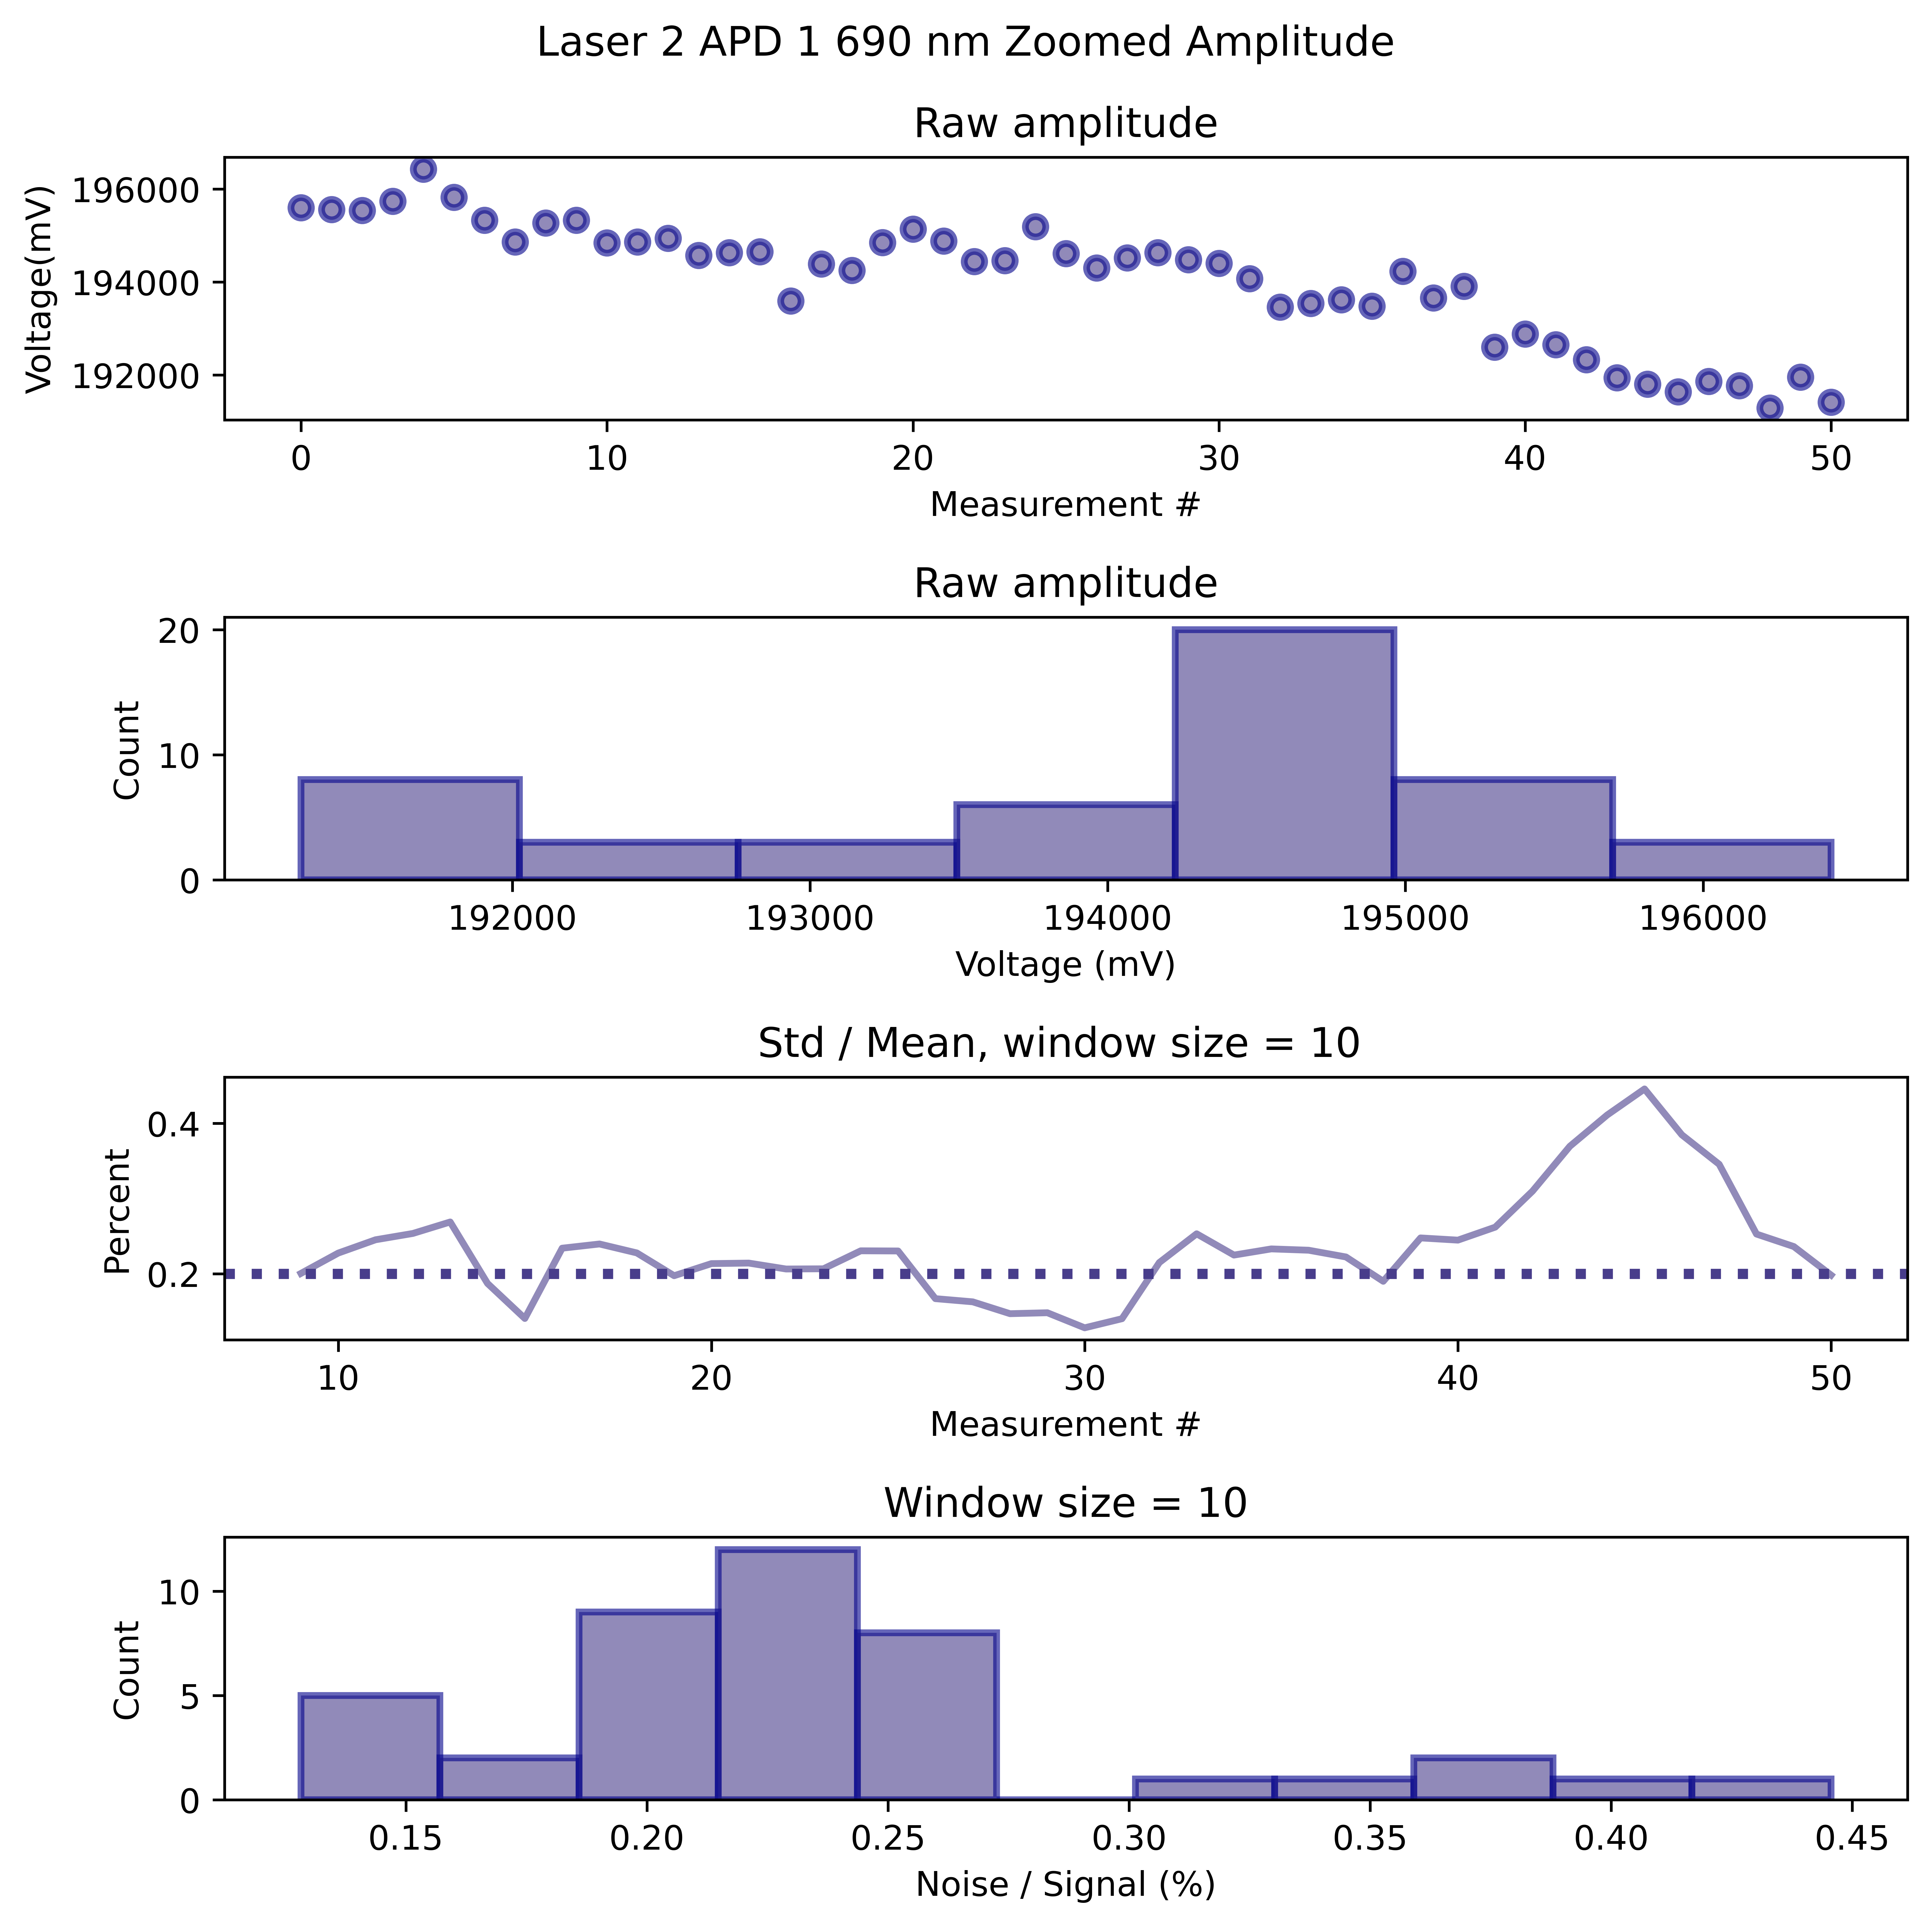 Laser 2 APD 1 690 nm Zoomed Amplitude
Raw amplitude
Voltage(mV)
196000
194000
192000
0 10 20 30 40 50
Measurement #
Raw amplitude
Count
20
10
0
192000 193000 194000 195000 196000
Voltage (mV)
Std / Mean, window size = 10
Percent
0.4
0.2
10 20 30 40 50
Measurement #
Window size = 10
Count
10
5
0
0.15 0.20 0.25 0.30 0.35 0.40 0.45
Noise / Signal (%)